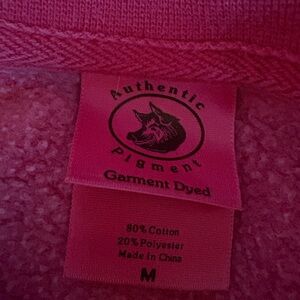 Authentic
Pigment
Garment Dyed
80% Cotton
20% Polyester
Made In China
M